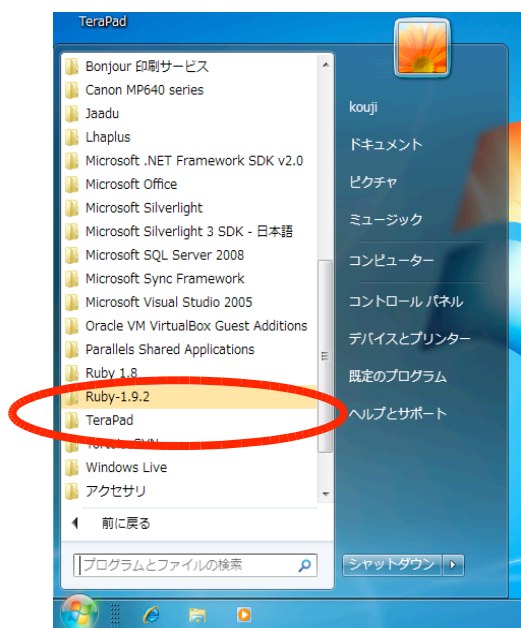 TeraPad
Bonjour 印刷サービス
Canon MP640 series
Jaadu
Lhaplus
Microsoft .NET Framework SDK v2.0
Microsoft Office
Microsoft Silverlight
Microsoft Silverlight 3 SDK - 日本語
Microsoft SQL Server 2008
Microsoft Sync Framework
Microsoft Visual Studio 2005
Oracle VM VirtualBox Guest Additions
Parallels Shared Applications
Ruby 1.8
Ruby-1.9.2
TeraPad
Windows Live
アクセサリ
前に戻る
プログラムとファイルの検索
kouji
ドキュメント
ピクチャ
ミュージック
コンピューター
コントロール パネル
デバイスとプリンター
既定のプログラム
ヘルプとサポート
シャットダウン